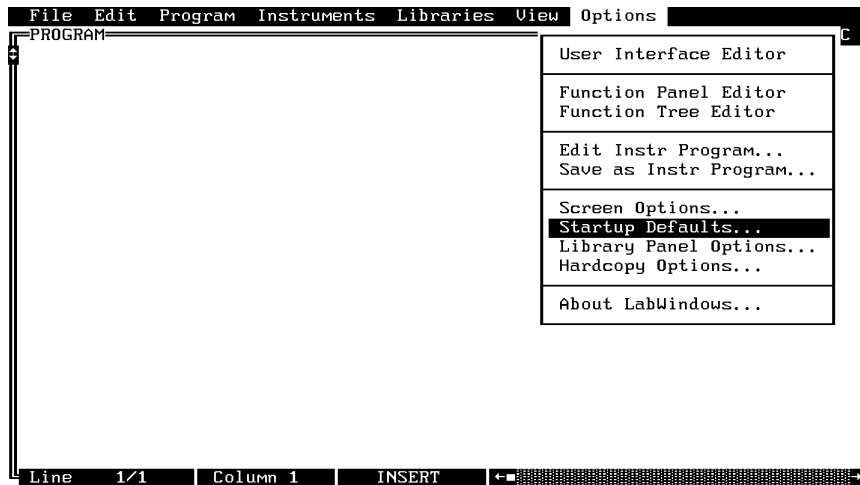 File Edit Program Instruments Libraries View Options
PROGRAM
C
User Interface Editor
Function Panel Editor
Function Tree Editor
Edit Instr Program...
Save as Instr Program...
Screen Options...
Startup Defaults...
Library Panel Options...
Hardcopy Options...
About LabWindows...
Line 1/1 Column 1 INSERT